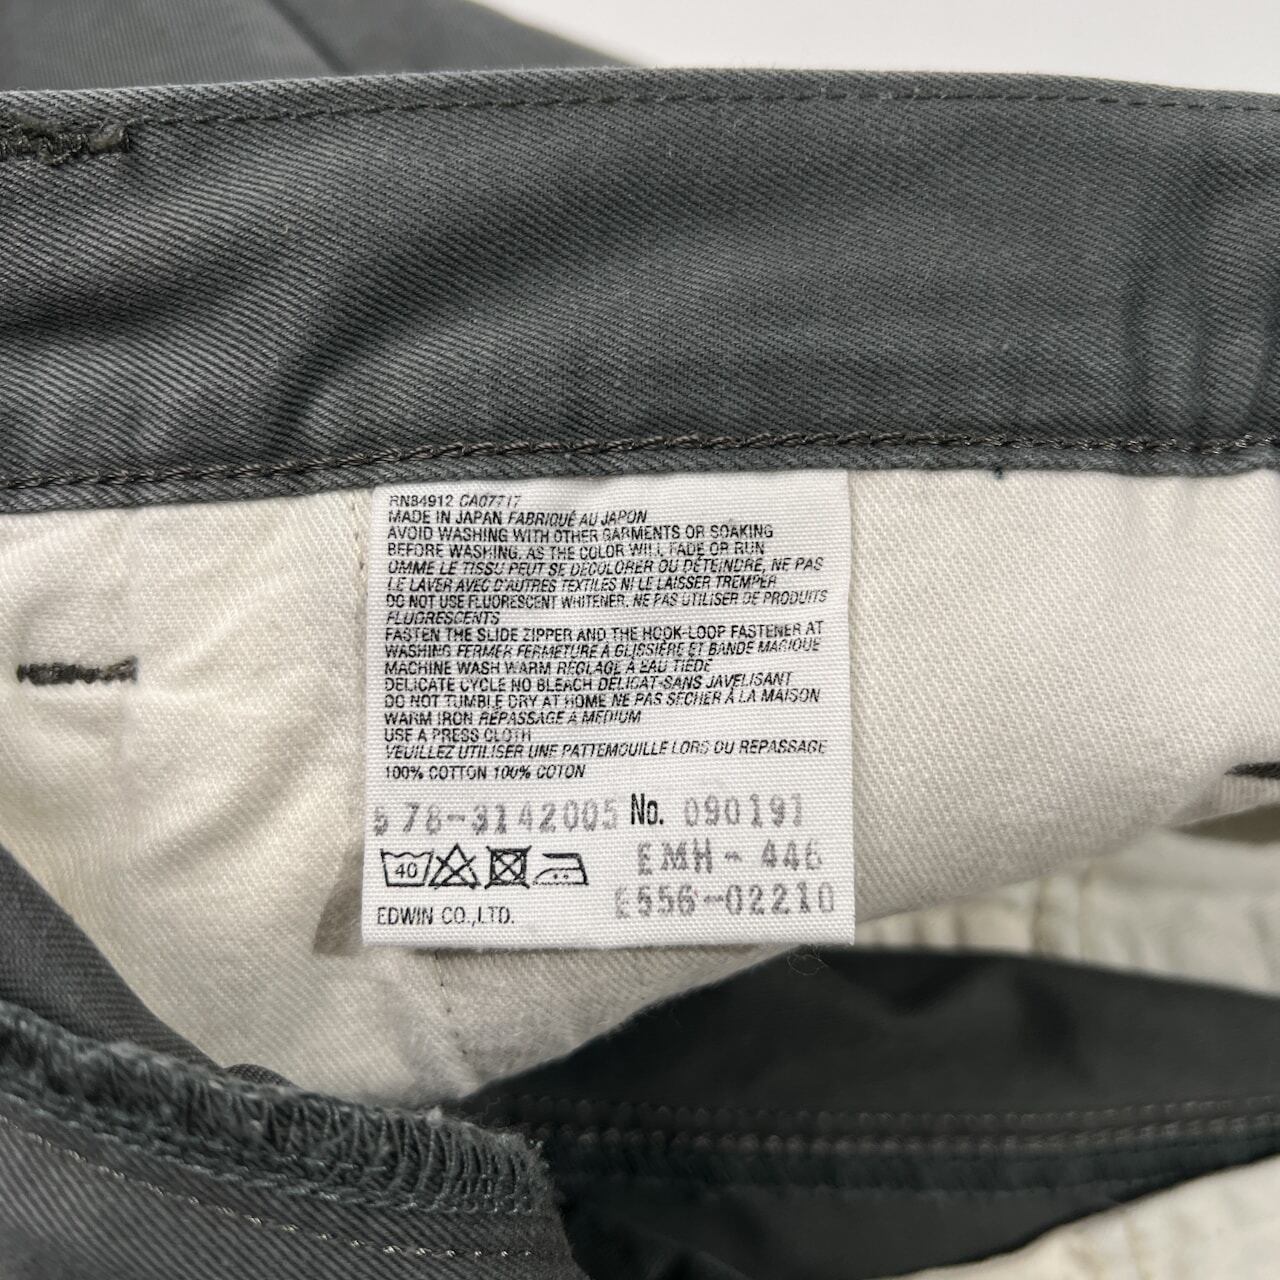 RN84912 CA07717
MADE IN JAPAN FABRIQUÉ AU JAPON
AVOID WASHING WITH OTHER GARMENTS OR SOAKING
BEFORE WASHING, AS THE COLOR WILL FADE OR RUN
OMME LE TISSU PEUT SE DÉCOLORER OU DÉTEINDRE, NE PAS
LE LAVER AVEC D'AUTRES TEXTILES NI LE LAISSER TREMPER
DO NOT USE FLUORESCENT WHITENER. NE PAS UTILISER DE PRODUITS
FLUORESCENTS
FASTEN THE SLIDE ZIPPER AND THE HOOK-LOOP FASTENER AT
WASHING FERMER FERMETURE À GLISSIÈRE ET BANDE MAGIQUE
MACHINE WASH WARM RÉGLAGE À EAU TIÈDE
DELICATE CYCLE NO BLEACH DÉLICAT-SANS JAVELISANT
DO NOT TUMBLE DRY AT HOME NE PAS SÉCHER À LA MAISON
WARM IRON RÉPASSAGE À MEDIUM
USE A PRESS CLOTH
VEUILLEZ UTILISER UNE PATTEMOUILLE LORS DU REPASSAGE
100% COTTON 100% COTON
578-3142005 No. 090191
40 EMH-446
E556-02210
EDWIN CO.,LTD.